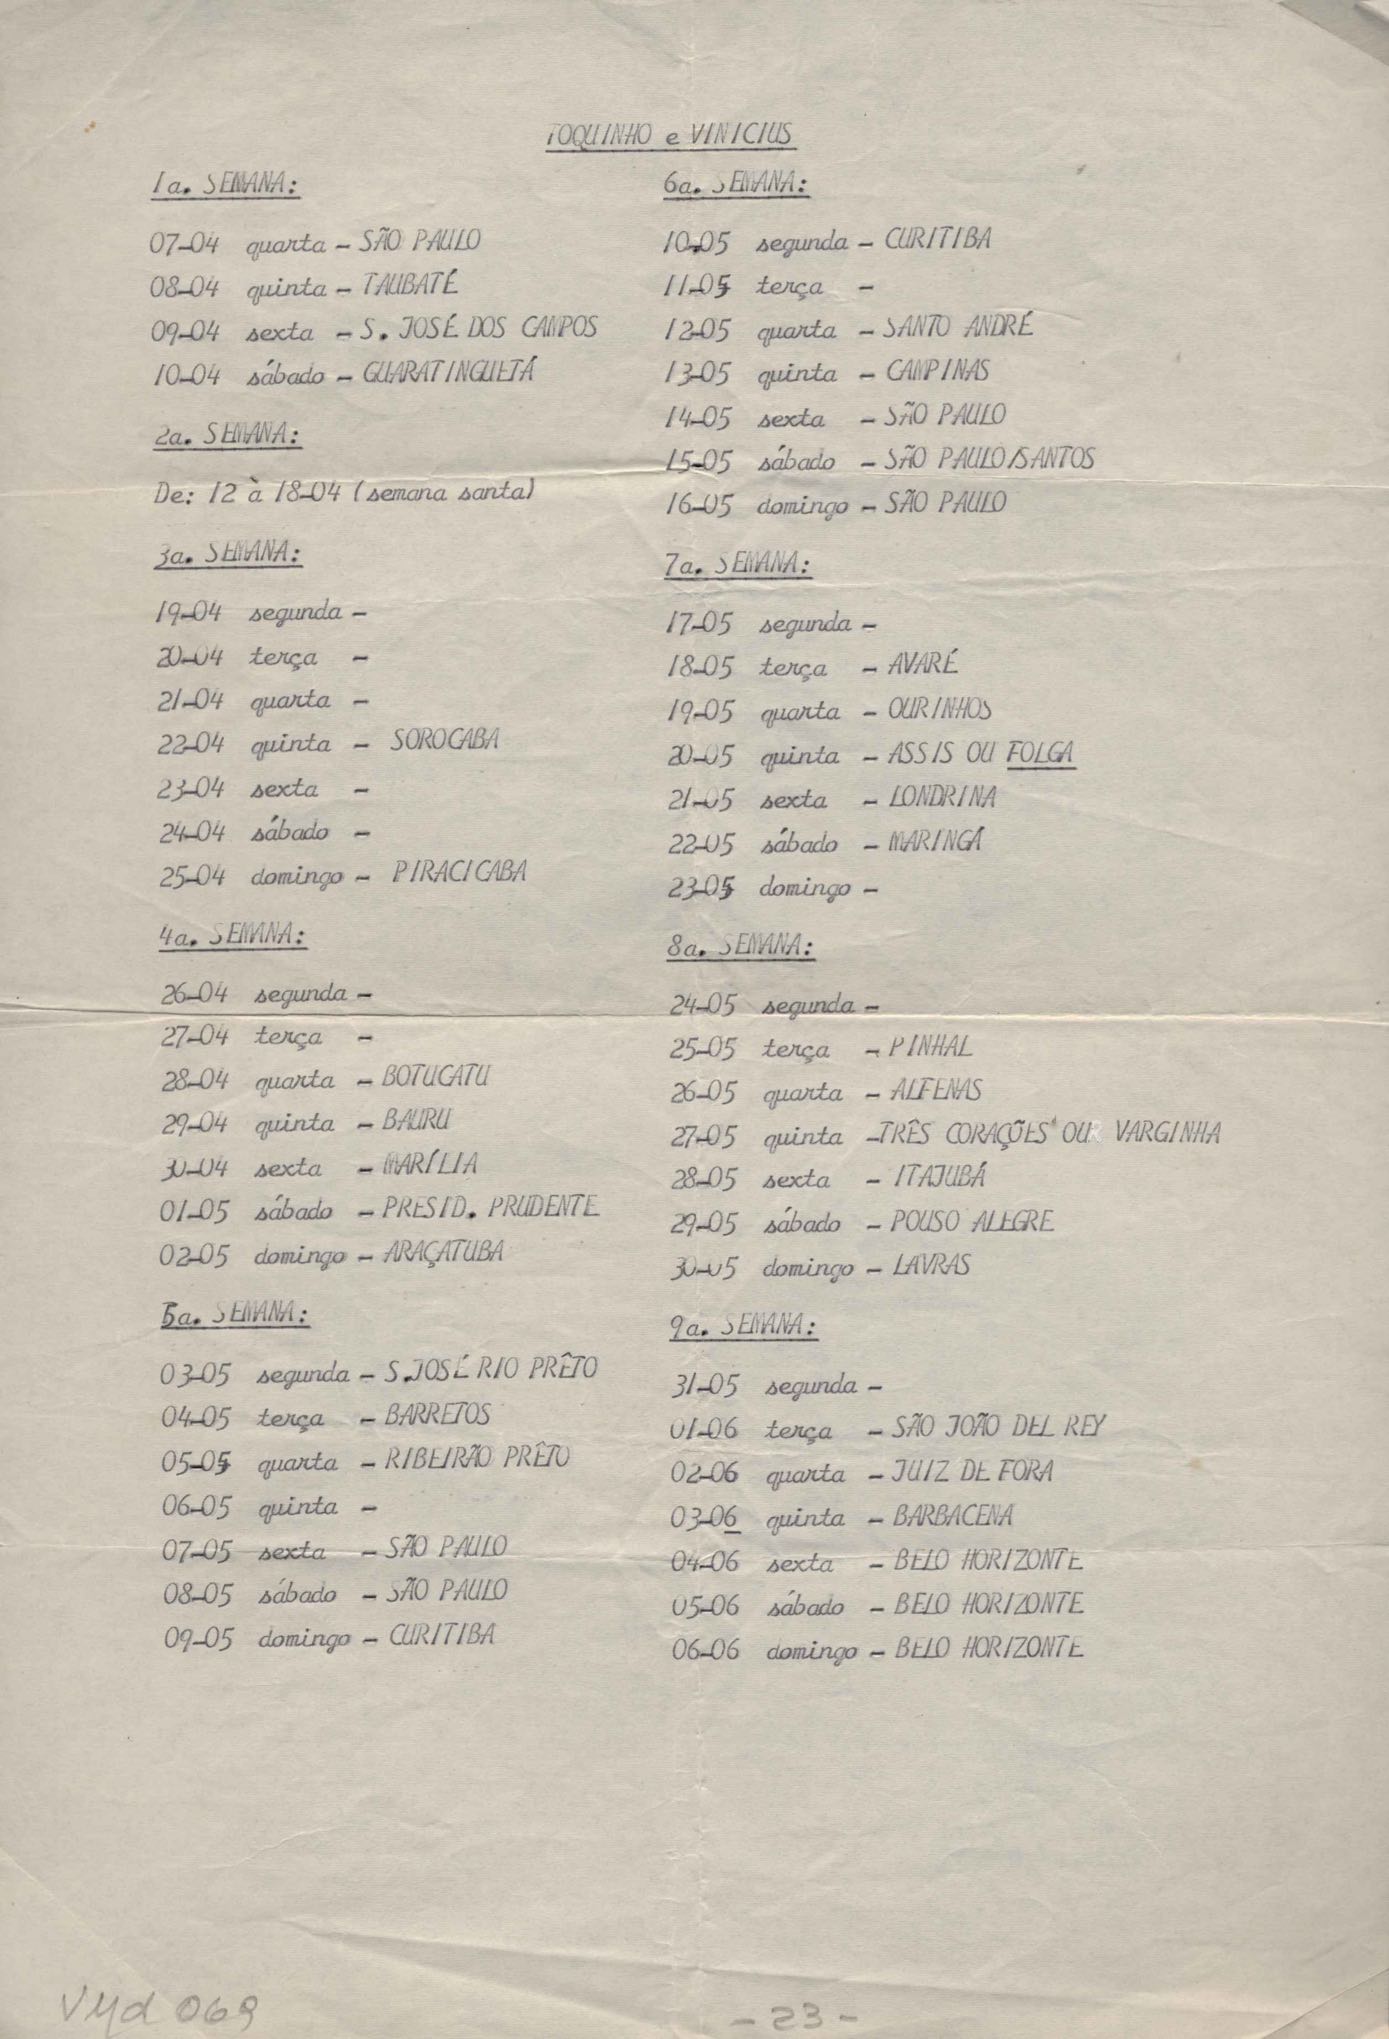 TOQUINHO e VINICIUS
1a. SEMANA:
07-04 quarta - SÃO PAULO
08-04 quinta - TAUBATÉ
09-04 sexta - S. JOSÉ DOS CAMPOS
10-04 sábado - GUARATINGUETÁ
2a. SEMANA:
De: 12 à 18-04 (semana santa)
3a. SEMANA:
19-04 segunda -
20-04 terça -
21-04 quarta -
22-04 quinta - SOROCABA
23-04 sexta -
24-04 sábado -
25-04 domingo - PIRACICABA
4a. SEMANA:
26-04 segunda -
27-04 terça -
28-04 quarta - BOTUCATU
29-04 quinta - BAURU
30-04 sexta - MARÍLIA
01-05 sábado - PRESID. PRUDENTE
02-05 domingo - ARAÇATUBA
5a. SEMANA:
03-05 segunda - S.JOSÉ RIO PRÊTO
04-05 terça - BARRETOS
05-05 quarta - RIBEIRÃO PRÊTO
06-05 quinta -
07-05 sexta - SÃO PAULO
08-05 sábado - SÃO PAULO
09-05 domingo - CURITIBA
6a. SEMANA:
10-05 segunda - CURITIBA
11-05 terça -
12-05 quarta - SANTO ANDRÉ
13-05 quinta - CAMPINAS
14-05 sexta - SÃO PAULO
15-05 sábado - SÃO PAULO/SANTOS
16-05 domingo - SÃO PAULO
7a. SEMANA:
17-05 segunda -
18-05 terça - AVARÉ
19-05 quarta - OURINHOS
20-05 quinta - ASSIS OU FOLGA
21-05 sexta - LONDRINA
22-05 sábado - MARINGÁ
23-05 domingo -
8a. SEMANA:
24-05 segunda -
25-05 terça - PINHAL
26-05 quarta - ALFENAS
27-05 quinta -TRÊS CORAÇÕES OU VARGINHA
28-05 sexta - ITAJUBÁ
29-05 sábado - POUSO ALEGRE
30-05 domingo - LAVRAS
9a. SEMANA:
31-05 segunda -
01-06 terça - SÃO JOÃO DEL REY
02-06 quarta - JUIZ DE FORA
03-06 quinta - BARBACENA
04-06 sexta - BELO HORIZONTE
05-06 sábado - BELO HORIZONTE
06-06 domingo - BELO HORIZONTE
VMd 069
- 23 -